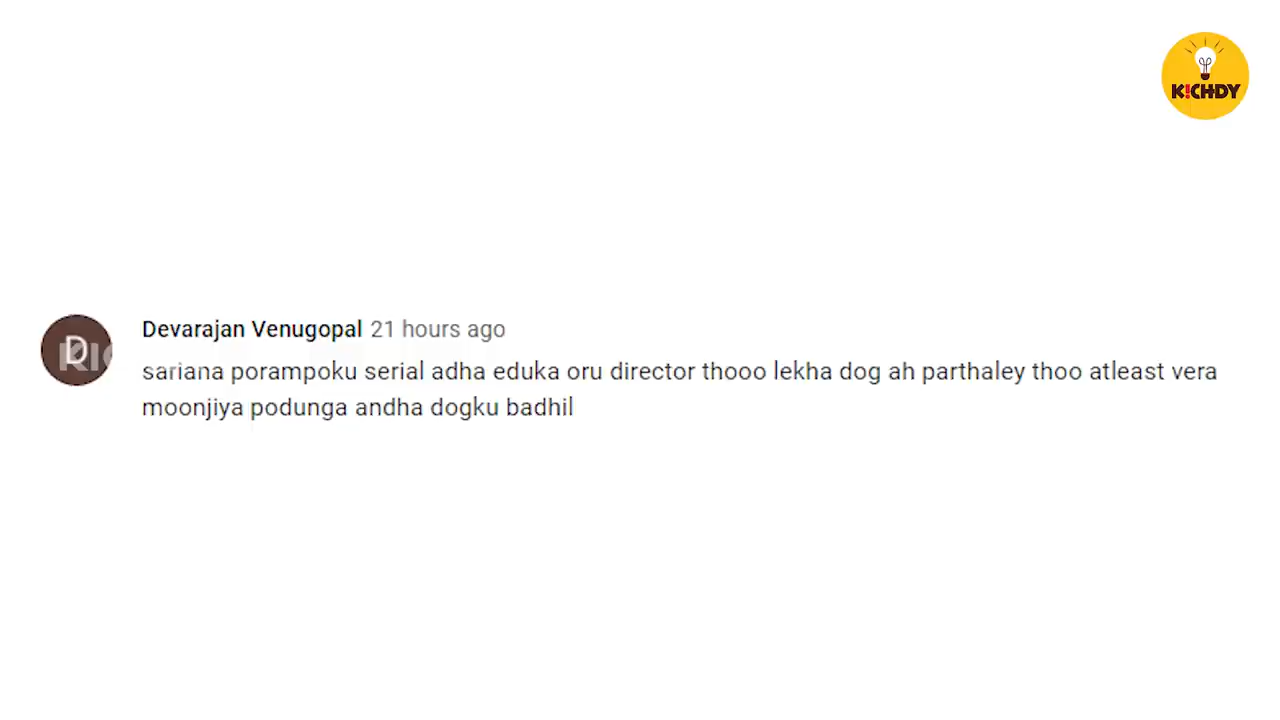 K!CHDY
Devarajan Venugopal 21 hours ago
D
sariana porampoku serial adha eduka oru director thooo lekha dog ah parthaley thoo atleast vera
moonjiya podunga andha dogku badhil